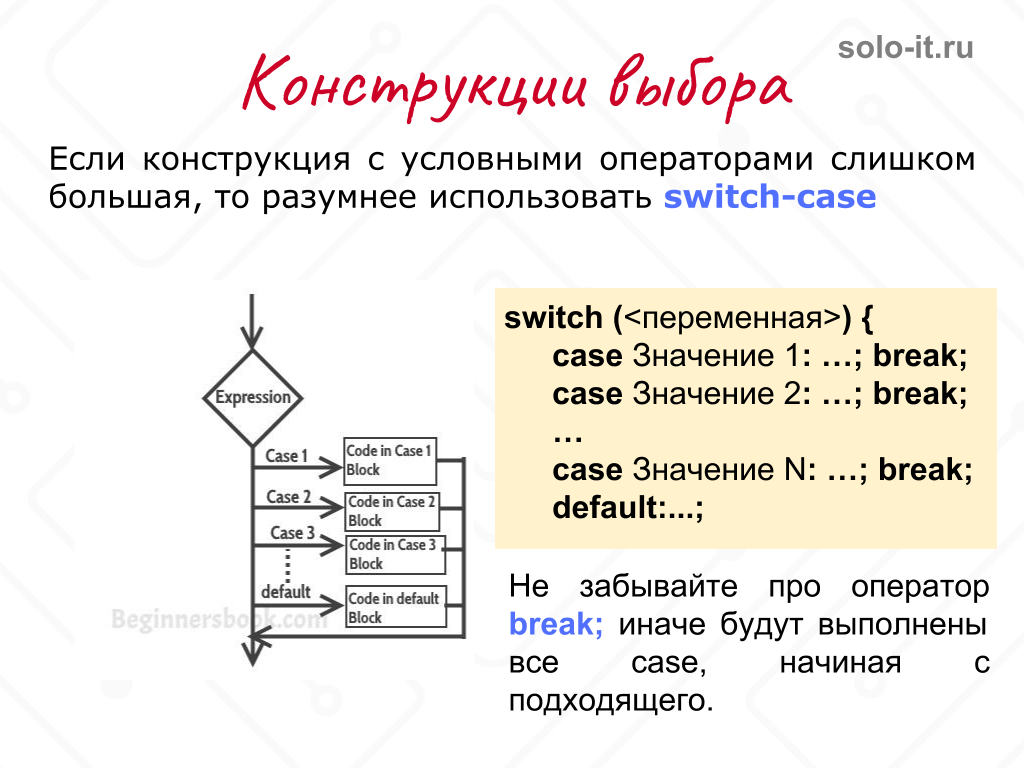 solo-it.ru
Конструкции выбора
Если конструкция с условными операторами слишком
большая, то разумнее использовать switch-case
Expression
Case 1
Code in Case 1
Block
Case 2
Code in Case 2
Block
Case 3
Code in Case 3
Block
default
Code in default
Block
Beginnersbook.com
switch (<переменная>) {
case Значение 1: …; break;
case Значение 2: …; break;
…
case Значение N: …; break;
default:...;
Не забывайте про оператор
break; иначе будут выполнены
все case, начиная с
подходящего.